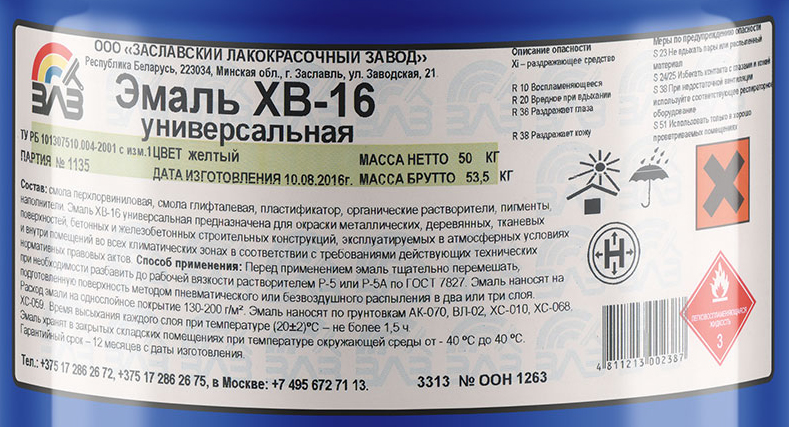 ООО «ЗАСЛАВСКИЙ ЛАКОКРАСОЧНЫЙ ЗАВОД»
Республика Беларусь, 223034, Минская обл., г. Заславль, ул. Заводская, 21
ЗЛЗ
Эмаль ХВ-16
универсальная
ТУ РБ 101307510.004-2001 с изм.1 ЦВЕТ желтый МАССА НЕТТО 50 КГ
ПАРТИЯ № 1135 ДАТА ИЗГОТОВЛЕНИЯ 10.08.2016г. МАССА БРУТТО 53,5 КГ
Описание опасности
Xi – раздражающее средство
R 10 Воспламеняющееся
R 20 Вредное при вдыхании
R 36 Раздражает глаза
R 38 Раздражает кожу
Меры по предупреждению опасности
S 23 Не вдыхать пары или распыленный
материал
S 24/25 Избегать контакта с глазами и кожей
S 38 При недостаточной вентиляции
используйте соответствующее респираторное
оборудование
S 51 Использовать только в хорошо
проветриваемых помещениях
Состав: смола перхлорвиниловая, смола глифталевая, пластификатор, органические растворители, пигменты,
наполнители. Эмаль ХВ-16 универсальная предназначена для окраски металлических, деревянных, тканевых
поверхностей, бетонных и железобетонных строительных конструкций, эксплуатируемых в атмосферных условиях
и внутри помещений во всех климатических зонах в соответствии с требованиями действующих технических
нормативных правовых актов. Способ применения: Перед применением эмаль тщательно перемешать,
при необходимости разбавить до рабочей вязкости растворителем Р-5 или Р-5А по ГОСТ 7827. Эмаль наносят на
подготовленную поверхность методом пневматического или безвоздушного распыления в два или три слоя.
Расход эмали на однослойное покрытие 130-200 г/м². Эмаль наносят по грунтовкам АК-070, ВЛ-02, ХС-010, ХС-068,
ХС-059. Время высыхания каждого слоя при температуре (20±2)ºС – не более 1,5 ч
Эмаль хранят в закрытых складских помещениях при температуре окружающей среды от - 40 ºС до 40 ºС.
Гарантийный срок – 12 месяцев с даты изготовления.
Тел.: +375 17 286 26 72, +375 17 286 26 75, в Москве: +7 495 672 71 13. 3313 № ООН 1263
Н
4811213002387
ЛЕГКОВОСПЛАМЕНЯЮЩАЯСЯ
ЖИДКОСТЬ
3